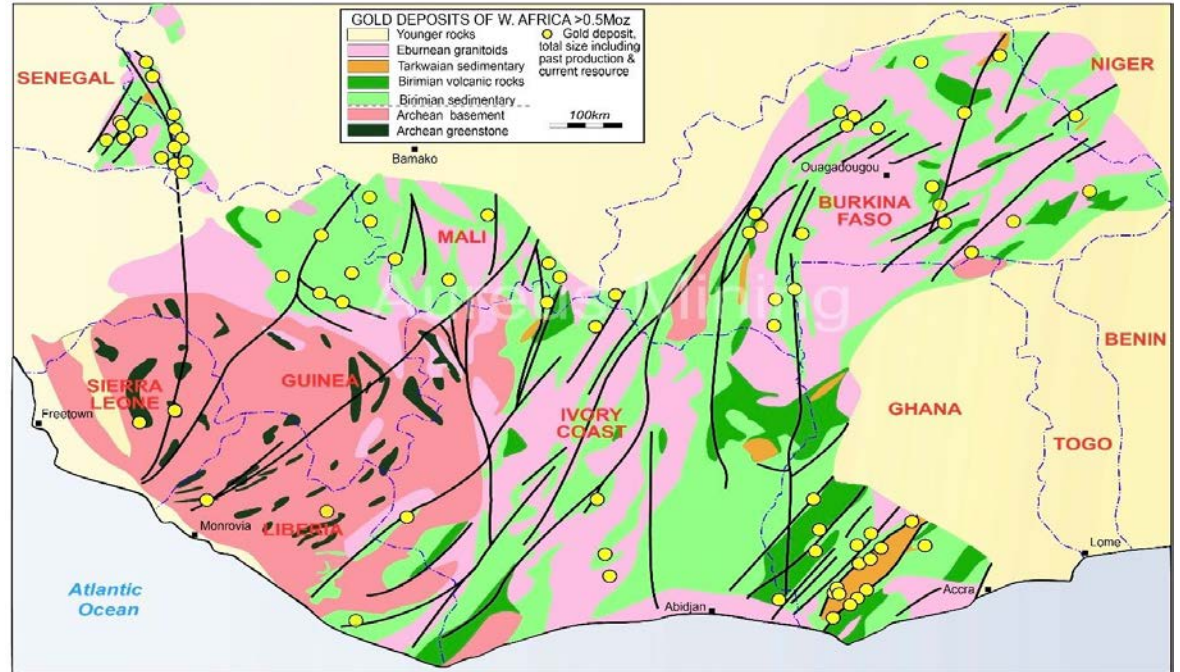 GOLD DEPOSITS OF W. AFRICA >0.5Moz
Younger rocks
Eburnean granitoids
Tarkwaian sedimentary
Birimian volcanic rocks
Birimian sedimentary
Archean basement
Archean greenstone
Gold deposit,
total size including
past production &
current resource
100km
SENEGAL
NIGER
Bamako
Ouagadougou
BURKINA
FASO
MALI
Aureus Mining
BENIN
SIERRA
LEONE
GUINEA
Freetown
IVORY
COAST
GHANA
TOGO
Monrovia
LIBERIA
Lome
Atlantic
Ocean
Abidjan
Accra